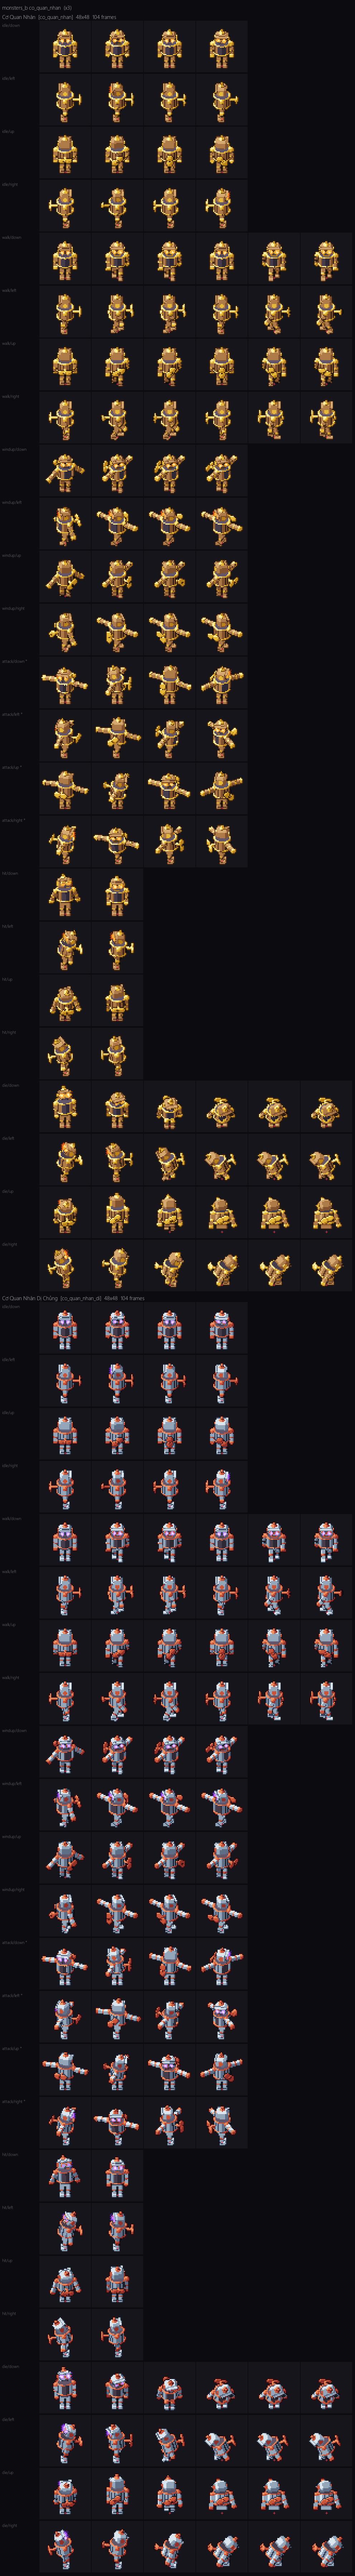 monsters_b co_quan_nhan (x3)
Cơ Quan Nhân [co_quan_nhan] 48x48 104 frames
idle/down
idle/left
idle/up
idle/right
walk/down
walk/left
walk/up
walk/right
windup/down
windup/left
windup/up
windup/right
attack/down *
attack/left *
attack/up *
attack/right *
hit/down
hit/left
hit/up
hit/right
die/down
die/left
die/up
die/right
Cơ Quan Nhân Dị Chủng [co_quan_nhan_di] 48x48 104 frames
idle/down
idle/left
idle/up
idle/right
walk/down
walk/left
walk/up
walk/right
windup/down
windup/left
windup/up
windup/right
attack/down *
attack/left *
attack/up *
attack/right *
hit/down
hit/left
hit/up
hit/right
die/down
die/left
die/up
die/right